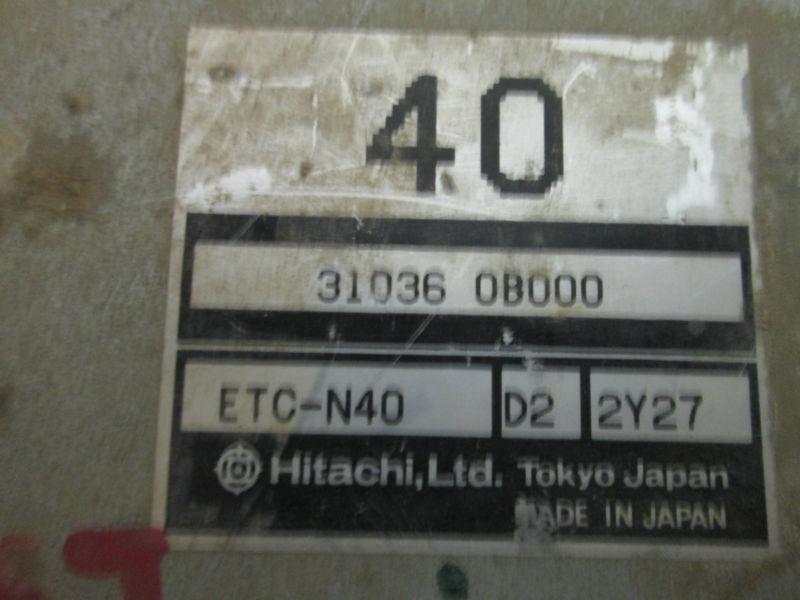 40
31036 0B000
ETC-N40 D2 2Y27
Hitachi, Ltd. Tokyo Japan
MADE IN JAPAN